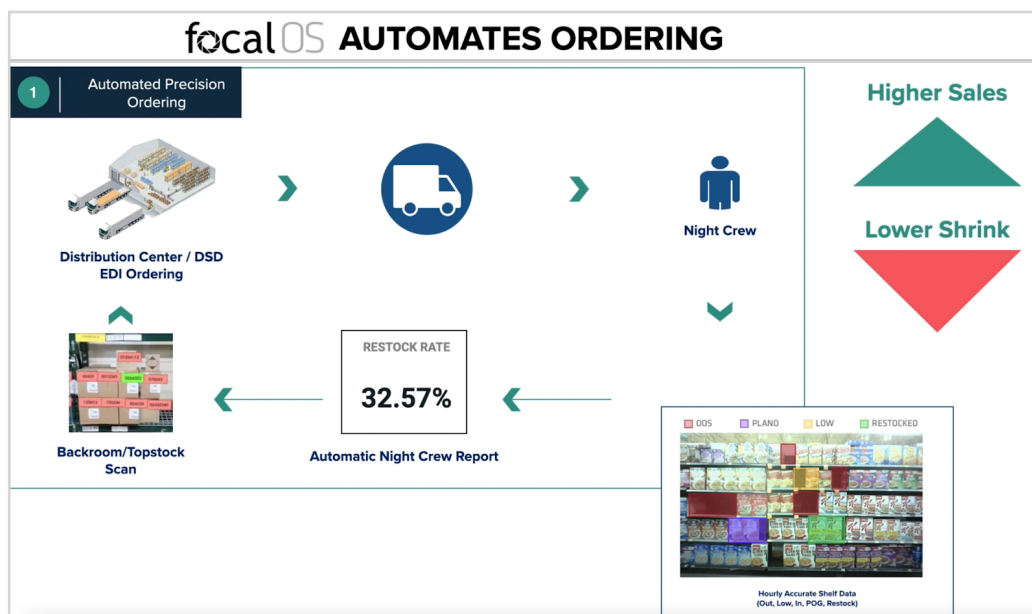 focalOS AUTOMATES ORDERING
1
Automated Precision
Ordering
Higher Sales
Lower Shrink
Distribution Center / DSD
EDI Ordering
Night Crew
RESTOCK RATE
32.57%
Automatic Night Crew Report
Backroom/Topstock
Scan
OOS PLANO LOW RESTOCKED
Hourly Accurate Shelf Data
(Out, Low, In, POG, Restock)